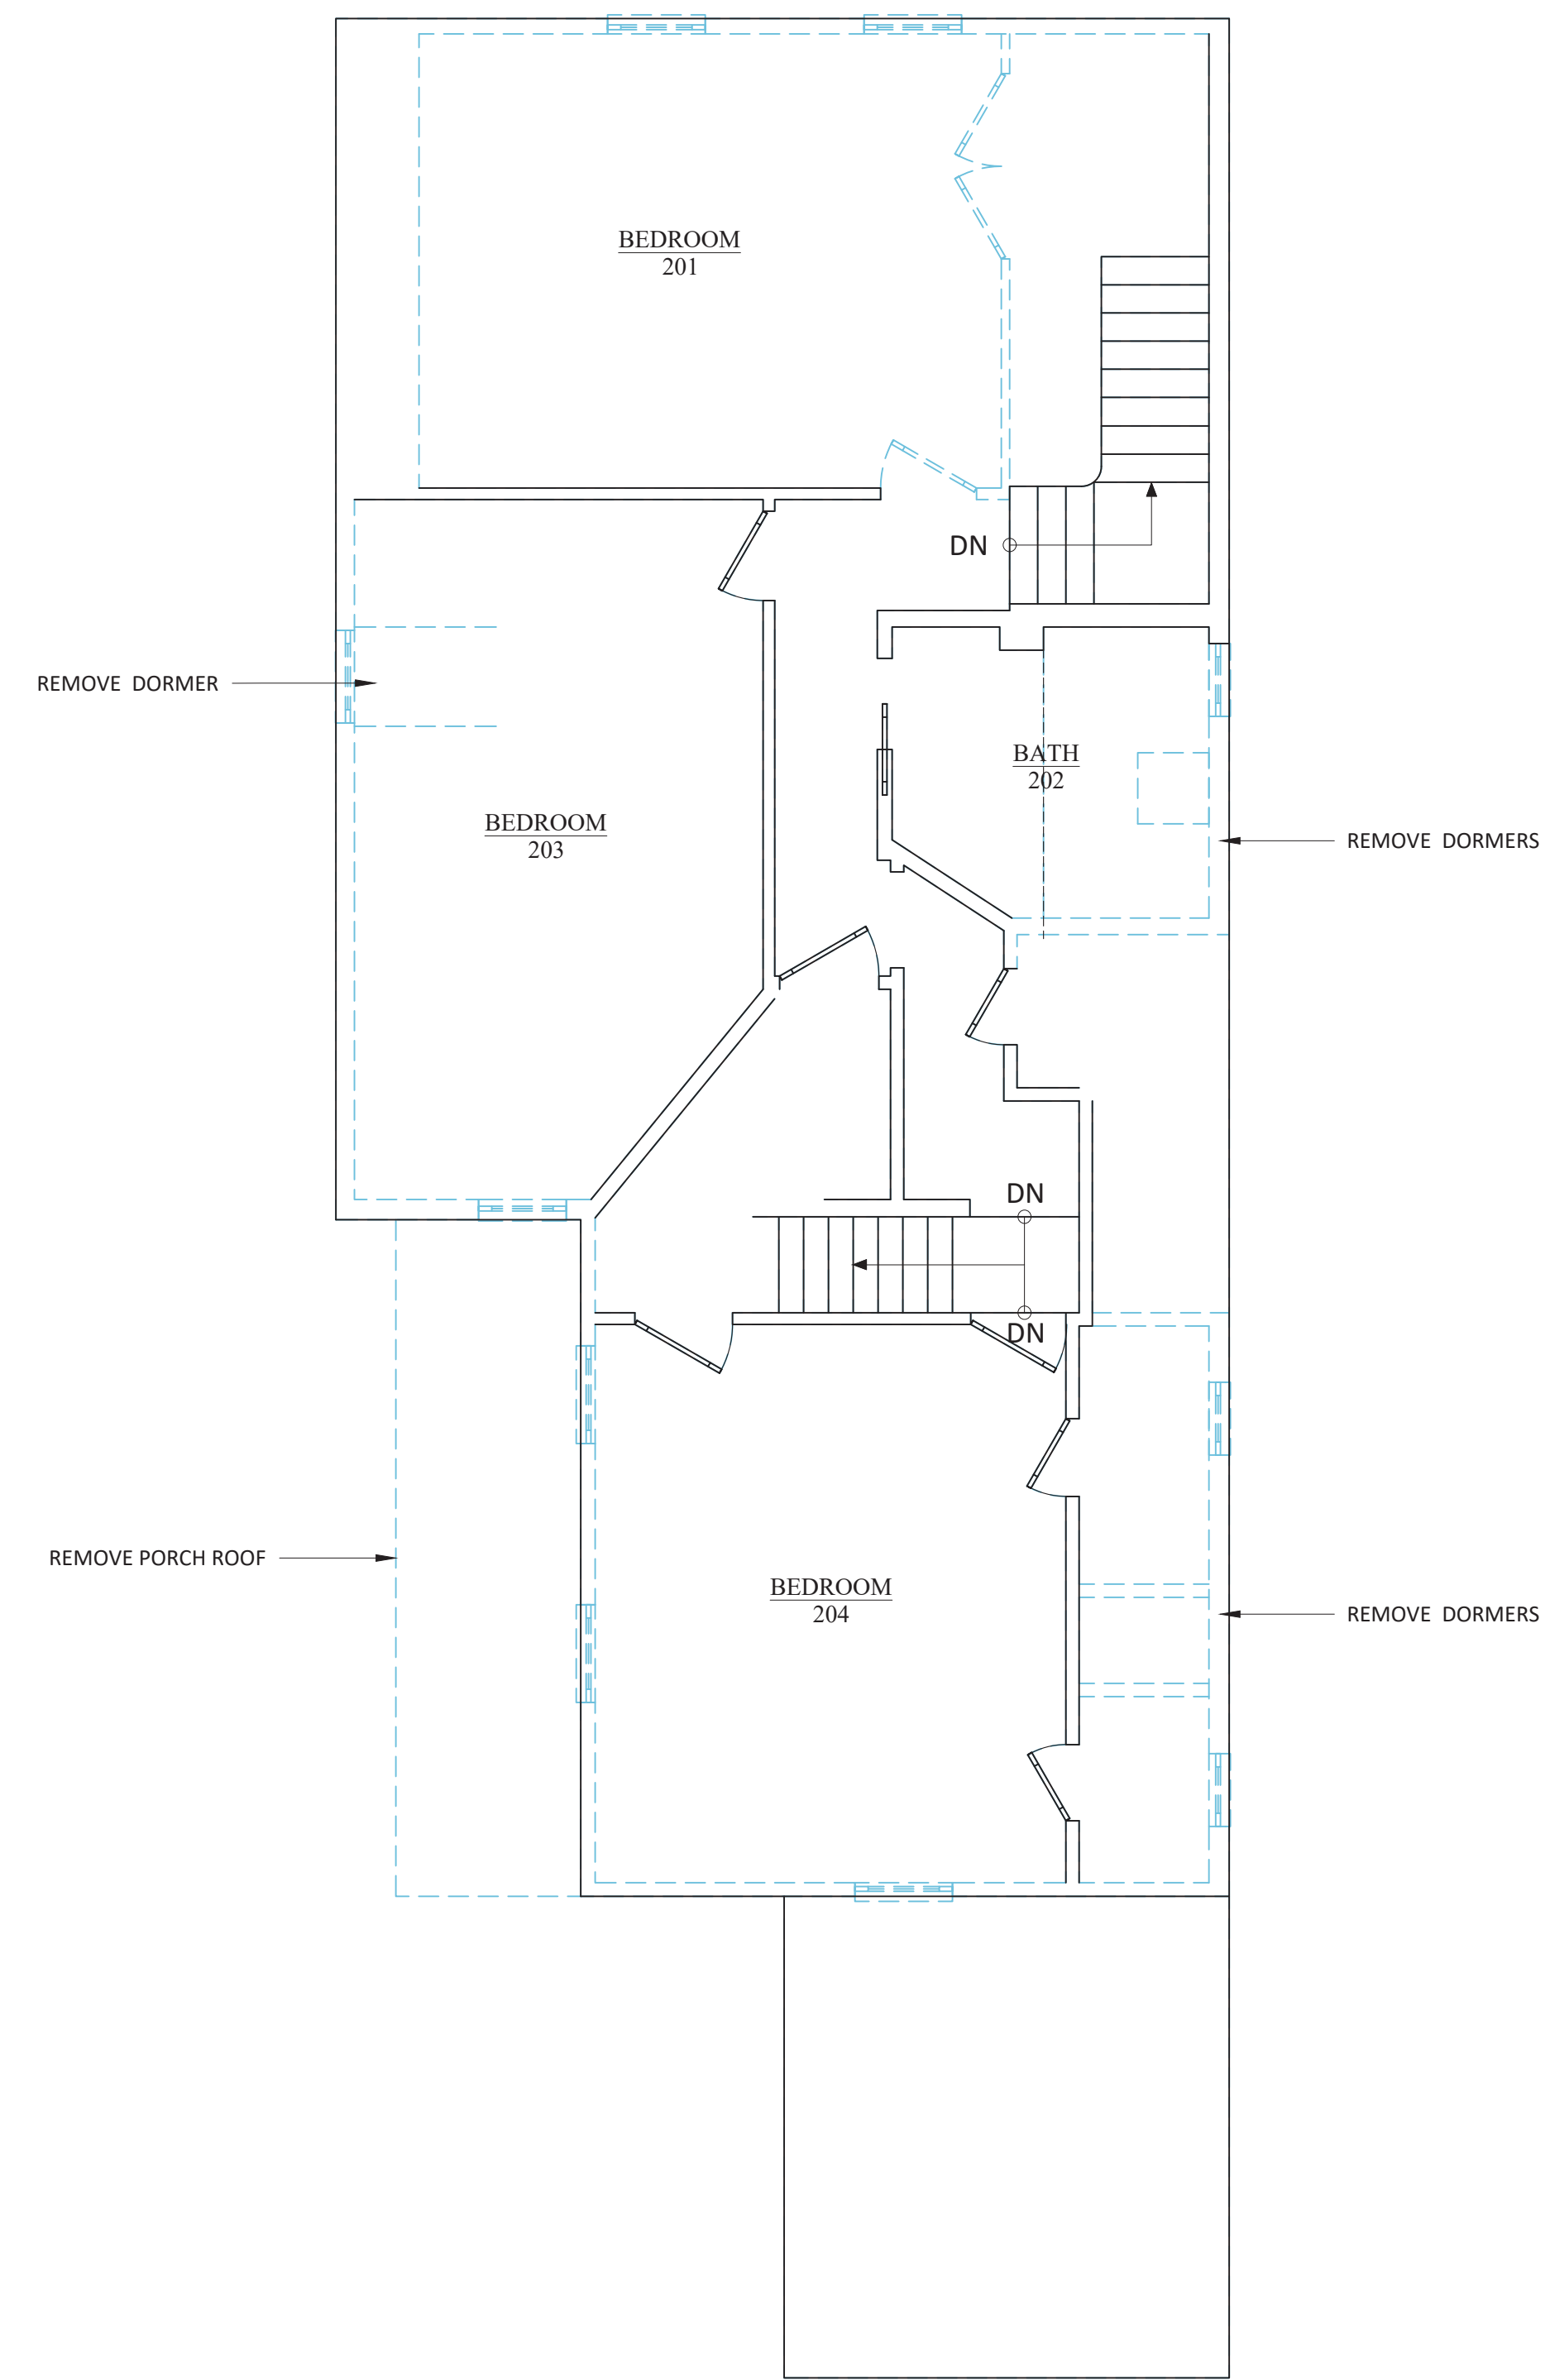 BEDROOM
201
DN
REMOVE DORMER
BATH
202
BEDROOM
203
REMOVE DORMERS
DN
DN
REMOVE PORCH ROOF
BEDROOM
204
REMOVE DORMERS